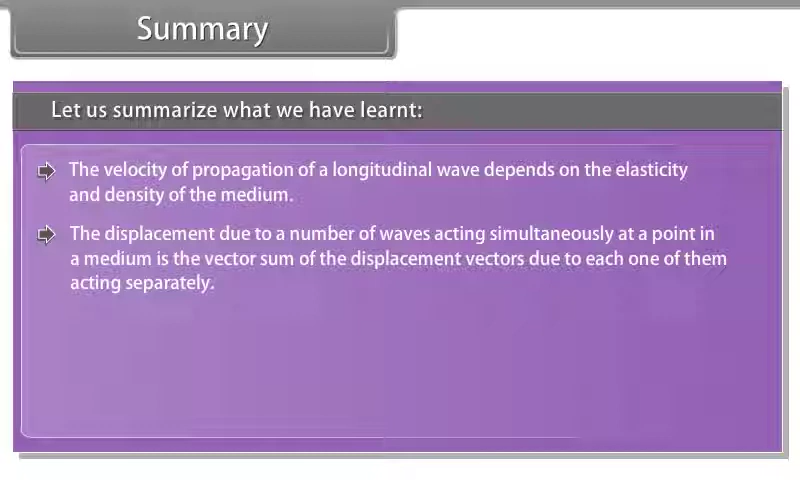 Summary
Let us summarize what we have learnt:
The velocity of propagation of a longitudinal wave depends on the elasticity
and density of the medium.
The displacement due to a number of waves acting simultaneously at a point in
a medium is the vector sum of the displacement vectors due to each one of them
acting separately.